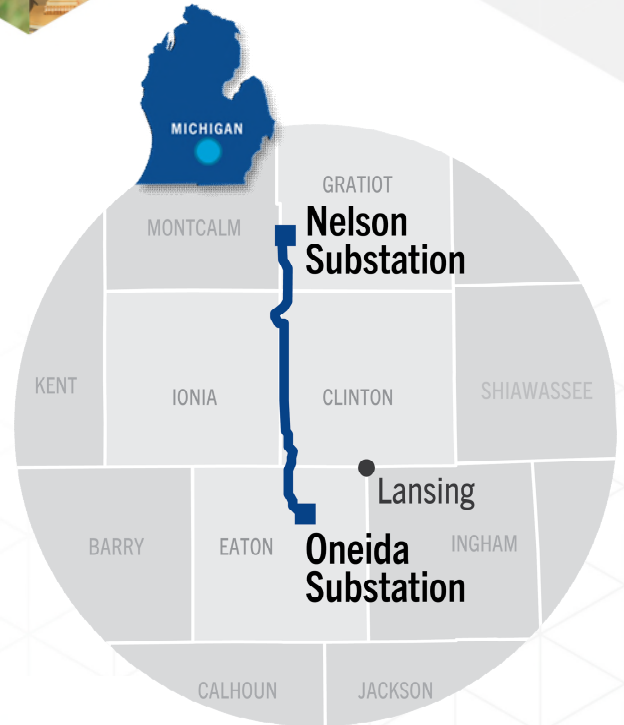 MICHIGAN
GRATIOT
MONTCALM
Nelson
Substation
KENT
IONIA
CLINTON
SHIAWASSEE
Lansing
BARRY
EATON
Oneida
Substation
INGHAM
CALHOUN
JACKSON